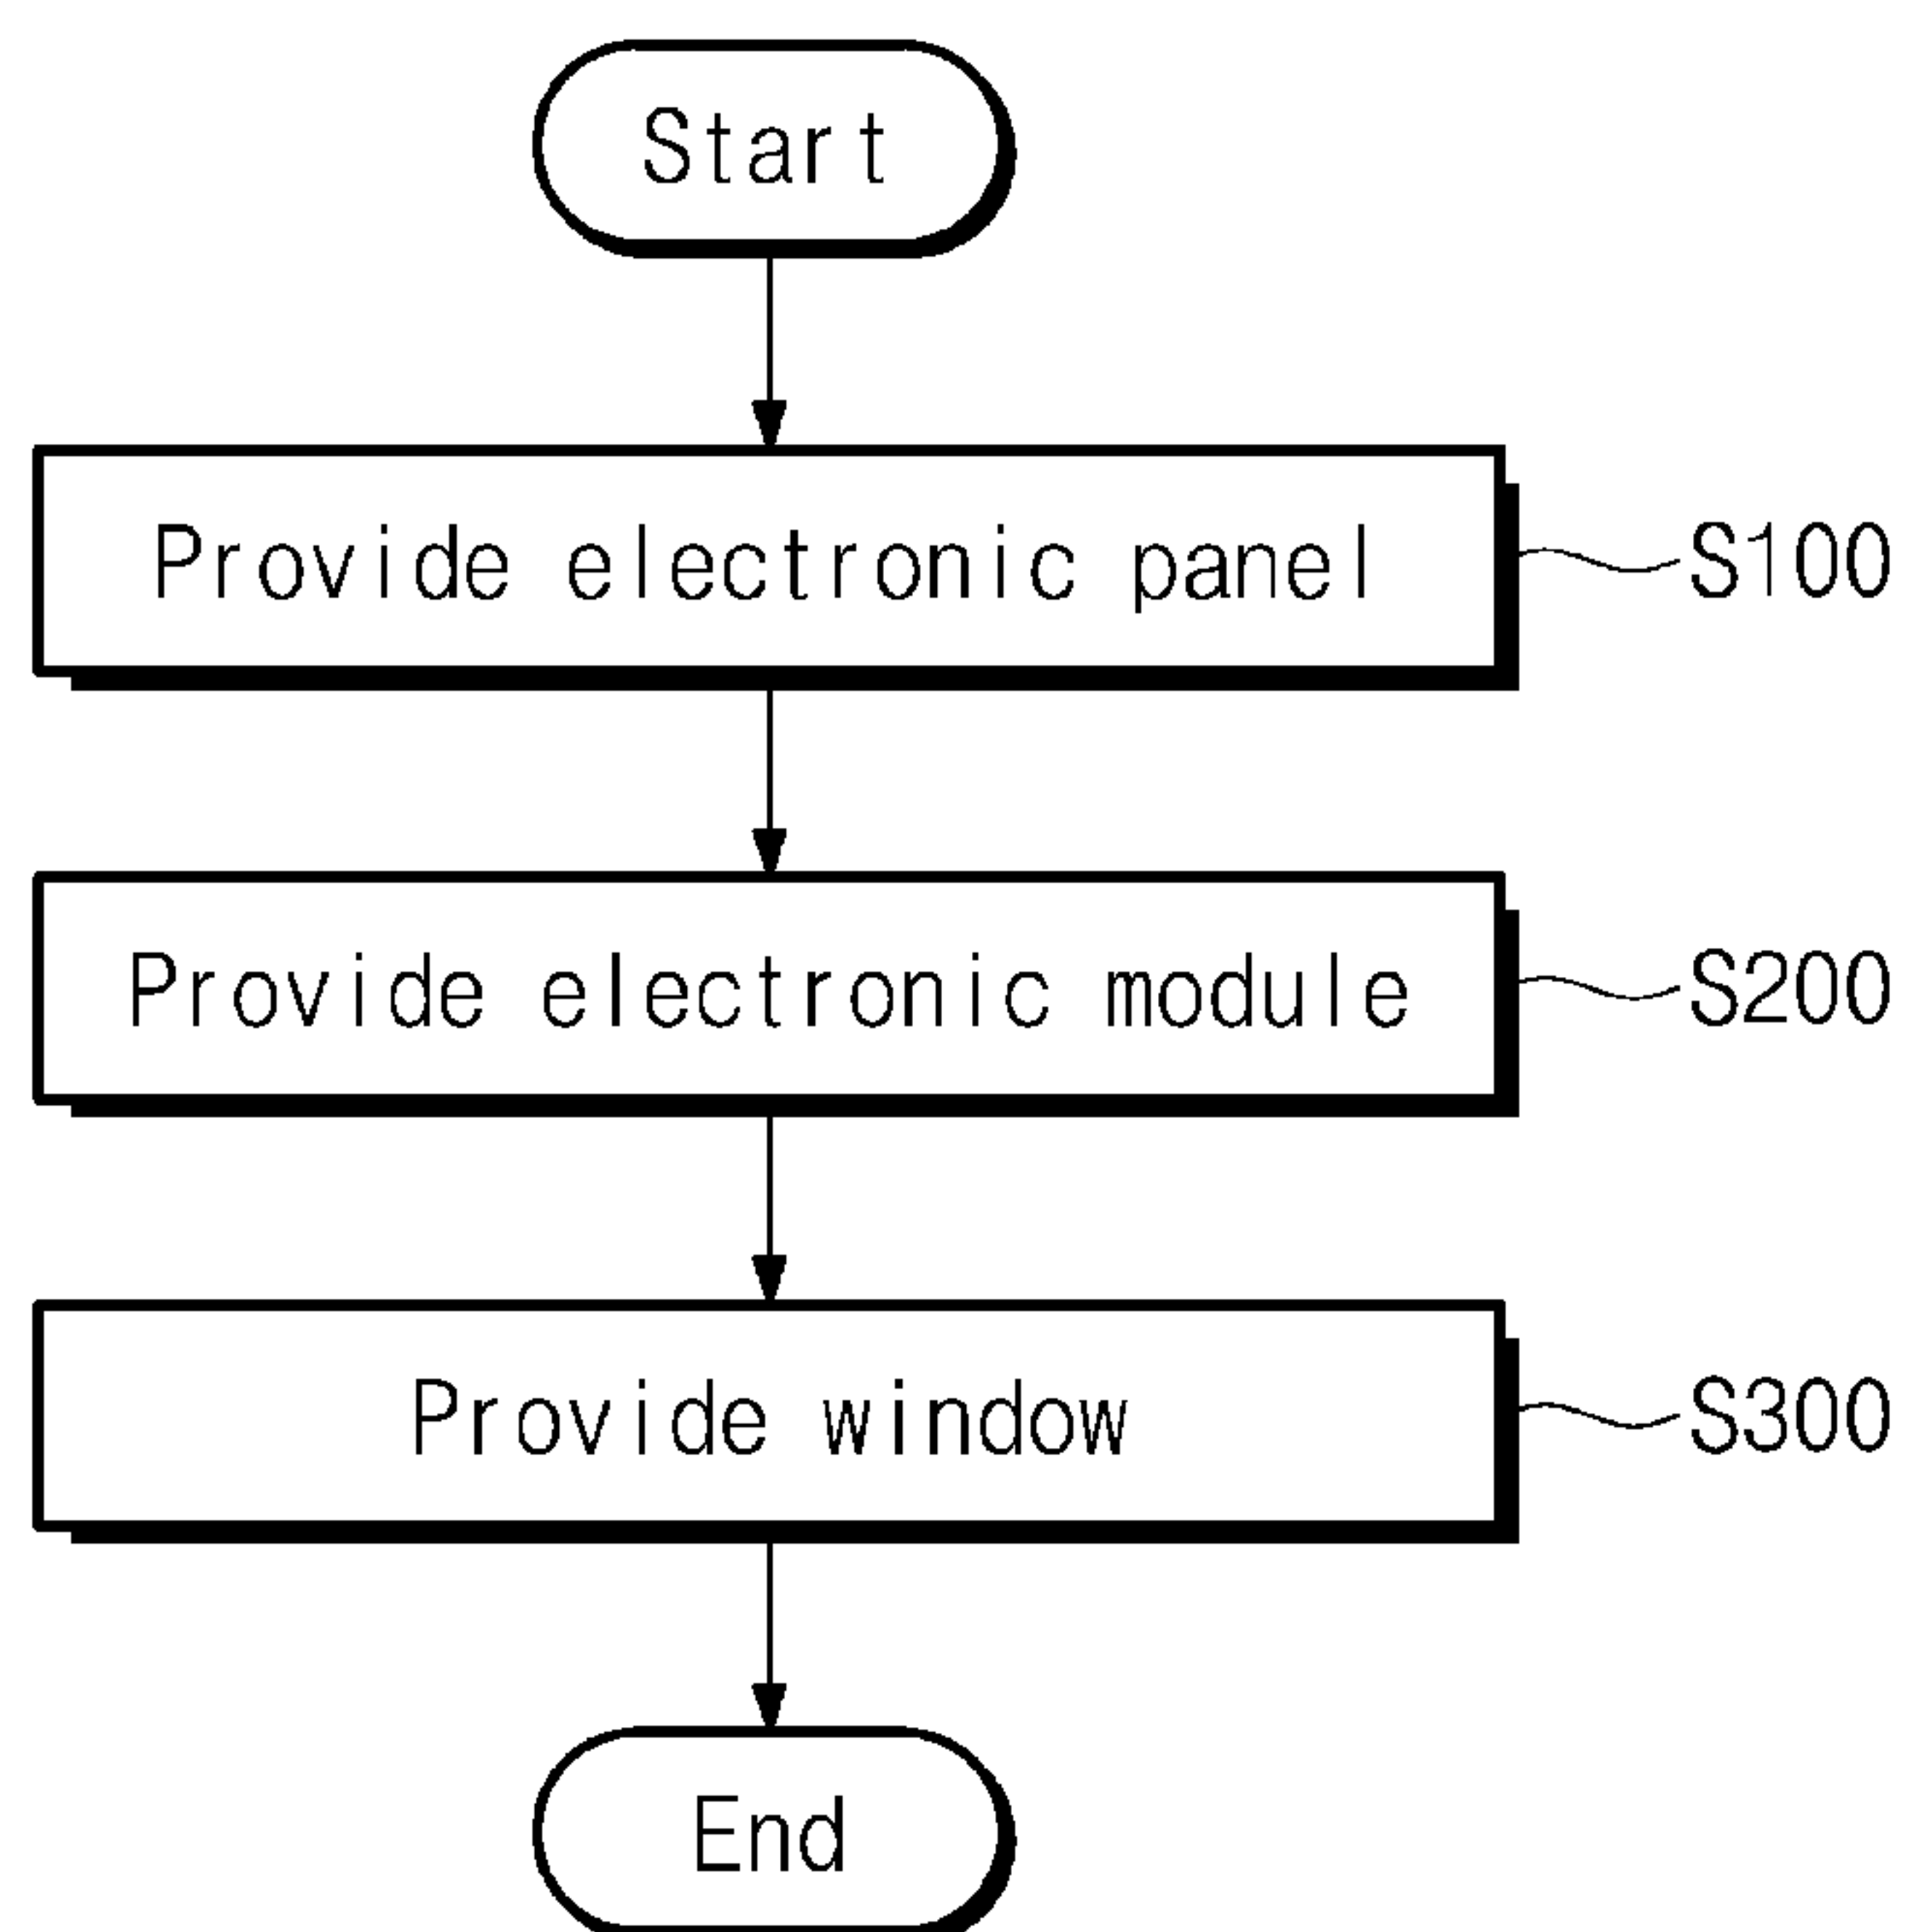 Start
Provide electronic panel
S100
Provide electronic module
S200
Provide window
S300
End